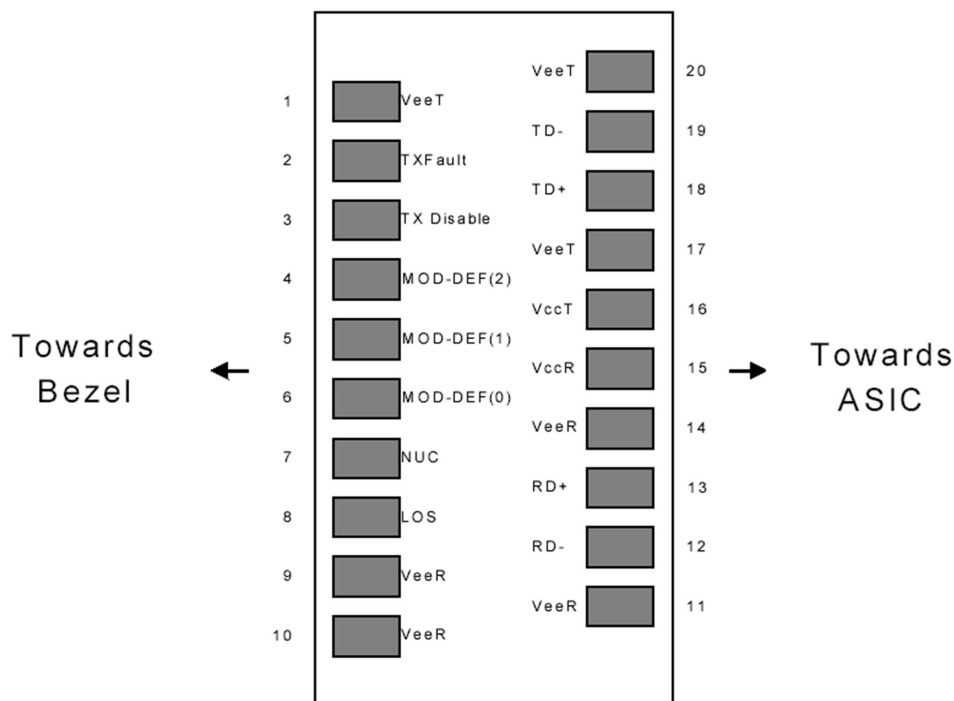 VeeT 20
1 VeeT
TD- 19
2 TXFault
TD+ 18
3 TX Disable
VeeT 17
4 MOD-DEF(2)
VccT 16
5 MOD-DEF(1)
Towards
Bezel
VccR 15
Towards
ASIC
6 MOD-DEF(0)
VeeR 14
7 NUC
RD+ 13
8 LOS
RD- 12
9 VeeR
VeeR 11
10 VeeR